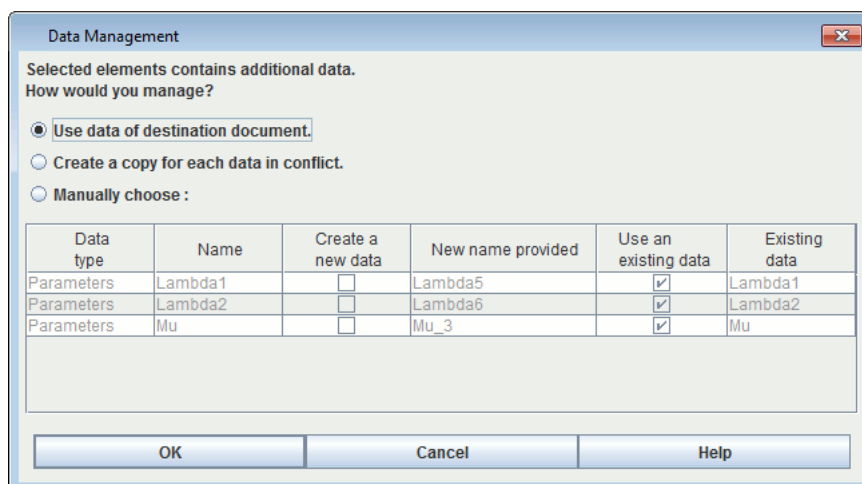 Data Management
Selected elements contains additional data.
How would you manage?
Use data of destination document.
Create a copy for each data in conflict.
Manually choose :
Data type Name Create a new data New name provided Use an existing data Existing data
Parameters Lambda1 Lambda5 Lambda1
Parameters Lambda2 Lambda6 Lambda2
Parameters Mu Mu_3 Mu
OK Cancel Help